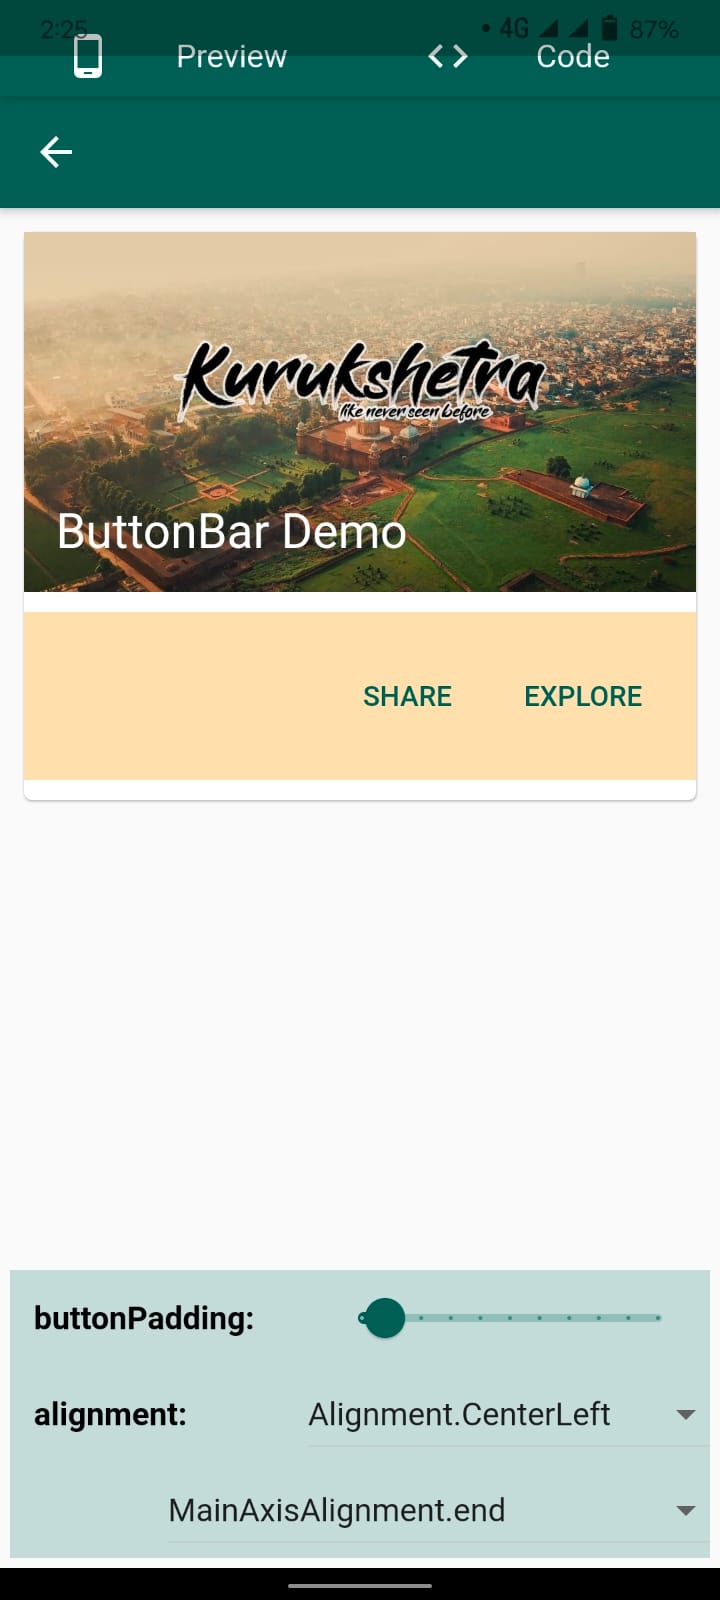 2:25 4G 87%
Preview Code
Kurukshetra
like never seen before
ButtonBar Demo
SHARE EXPLORE
buttonPadding:
alignment: Alignment.CenterLeft
MainAxisAlignment.end